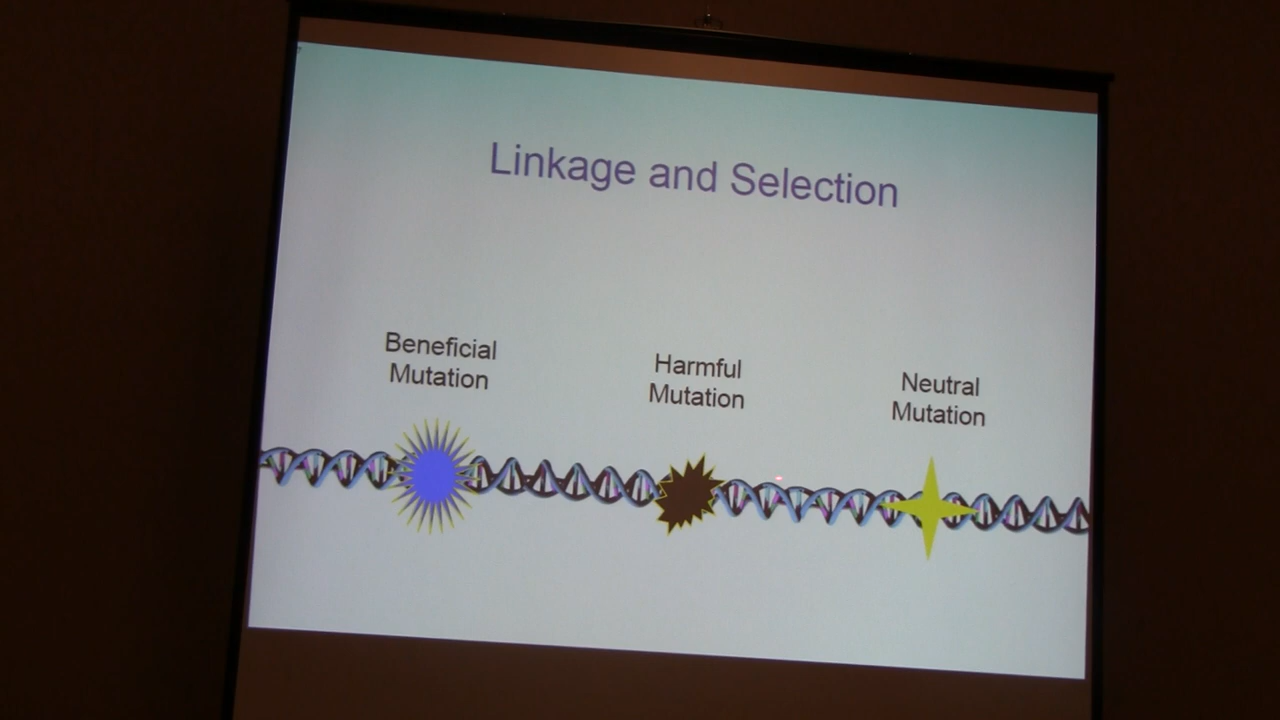 Linkage and Selection
Beneficial
Mutation
Harmful
Mutation
Neutral
Mutation